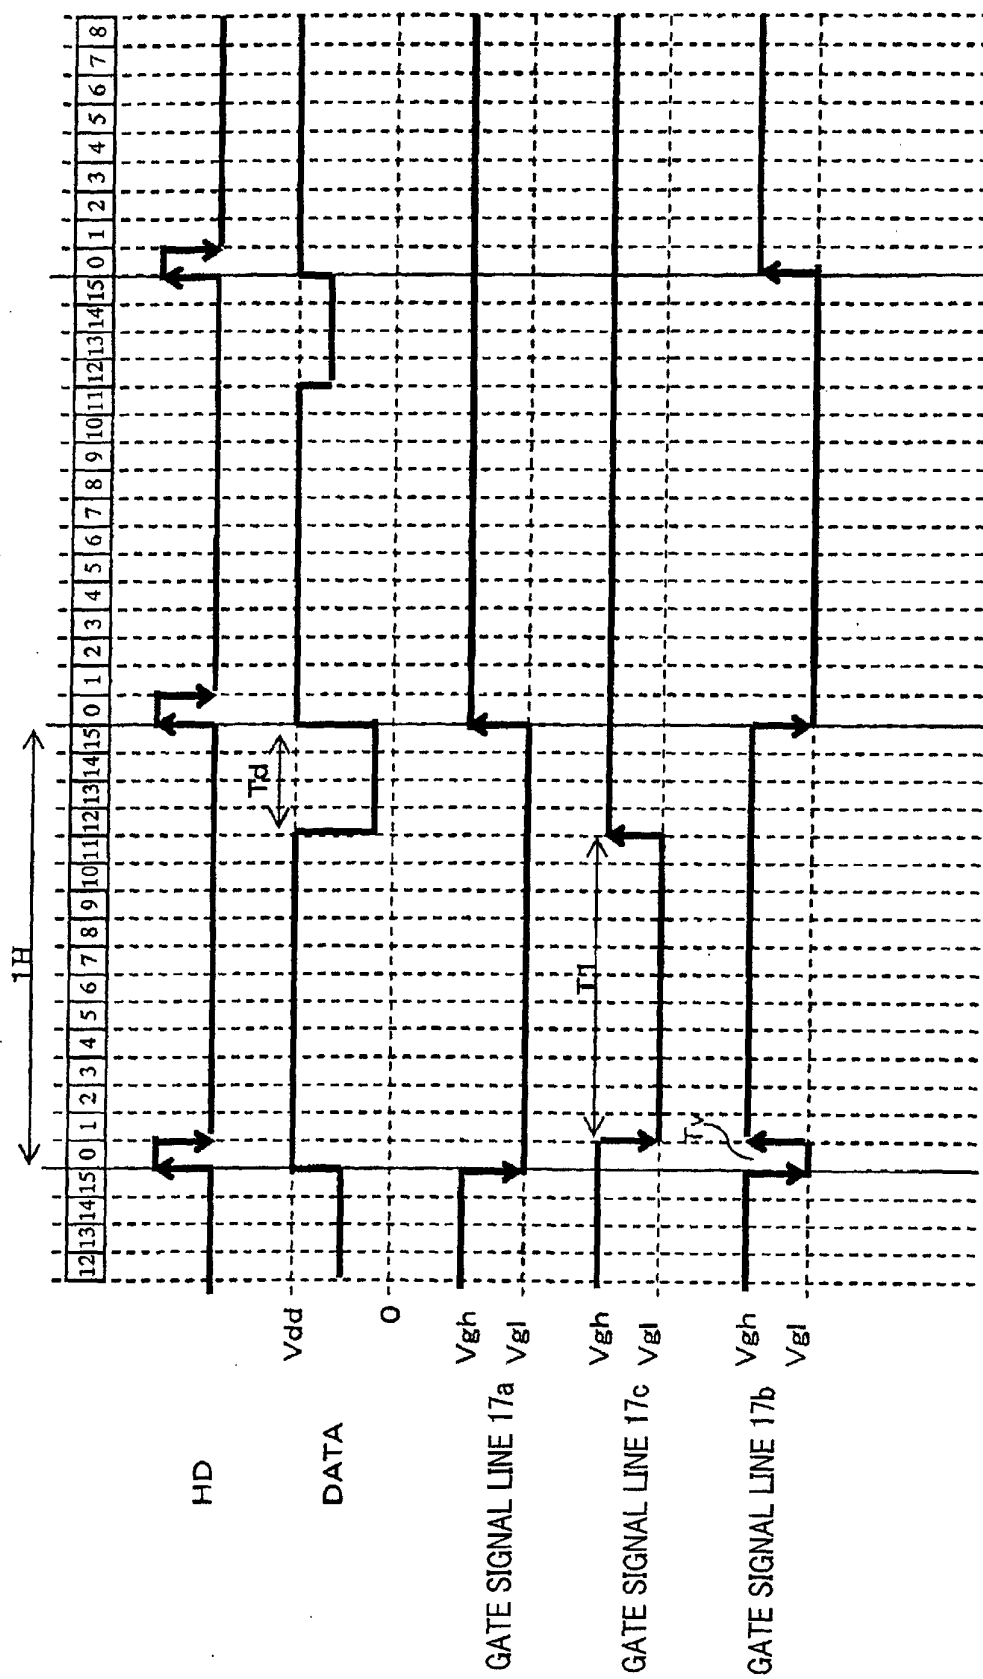 1H
12 13 14 15 0 1 2 3 4 5 6 7 8 9 10 11 12 13 14 15 0 1 2 3 4 5 6 7 8 9 10 11 12 13 14 15 0 1 2 3 4 5 6 7 8
HD
Vdd
Td
DATA
0
Vgh
GATE SIGNAL LINE 17a
Vgl
Vgh
T1
GATE SIGNAL LINE 17c
Vgl
Tv
Vgh
GATE SIGNAL LINE 17b
Vgl